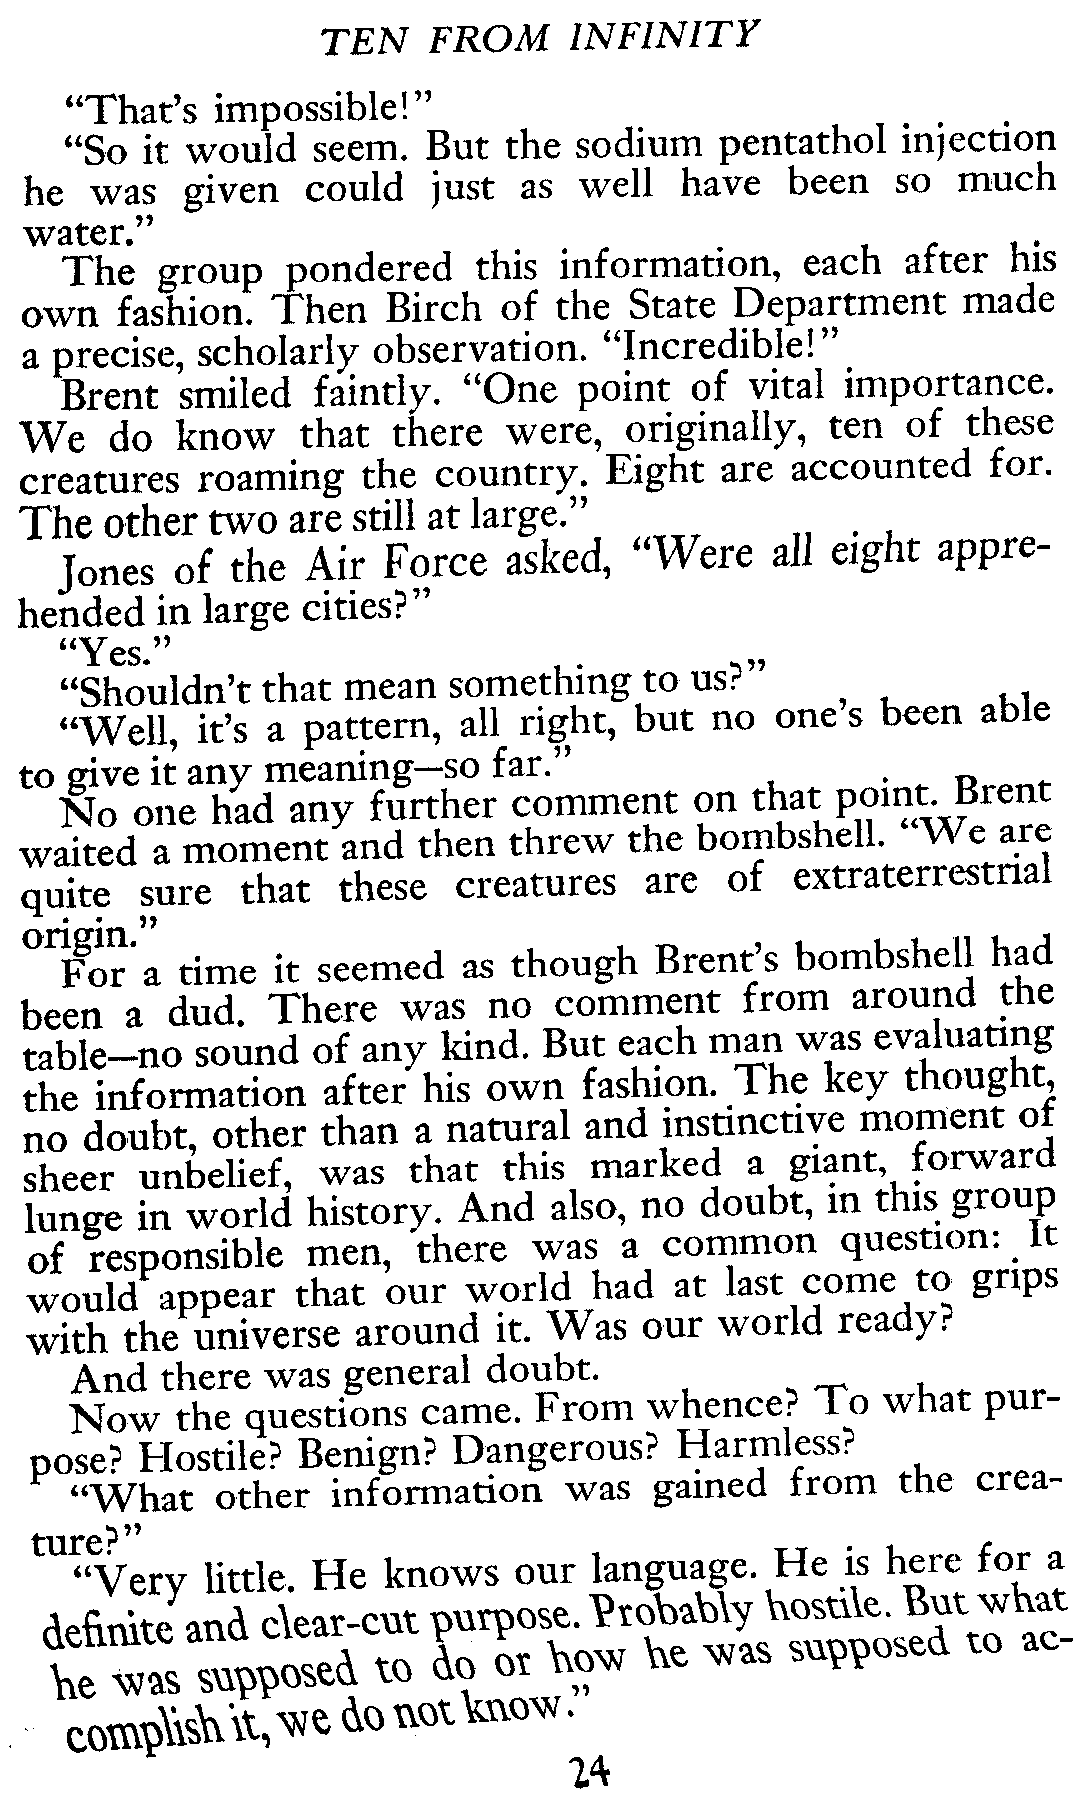 TEN FROM INFINITY
“That’s impossible!”
“So it would seem. But the sodium pentathol injection
he was given could just as well have been so much
water.”
The group pondered this information, each after his
own fashion. Then Birch of the State Department made
a precise, scholarly observation. “Incredible!”
Brent smiled faintly. “One point of vital importance.
We do know that there were, originally, ten of these
creatures roaming the country. Eight are accounted for.
The other two are still at large.”
Jones of the Air Force asked, “Were all eight appre-
hended in large cities?”
“Yes.”
“Shouldn’t that mean something to us?”
“Well, it’s a pattern, all right, but no one’s been able
to give it any meaning—so far.”
No one had any further comment on that point. Brent
waited a moment and then threw the bombshell. “We are
quite sure that these creatures are of extraterrestrial
origin.”
For a time it seemed as though Brent’s bombshell had
been a dud. There was no comment from around the
table—no sound of any kind. But each man was evaluating
the information after his own fashion. The key thought,
no doubt, other than a natural and instinctive moment of
sheer unbelief, was that this marked a giant, forward
lunge in world history. And also, no doubt, in this group
of responsible men, there was a common question: It
would appear that our world had at last come to grips
with the universe around it. Was our world ready?
And there was general doubt.
Now the questions came. From whence? To what pur-
pose? Hostile? Benign? Dangerous? Harmless?
“What other information was gained from the crea-
ture?”
“Very little. He knows our language. He is here for a
definite and clear-cut purpose. Probably hostile. But what
he was supposed to do or how he was supposed to ac-
complish it, we do not know.”
24